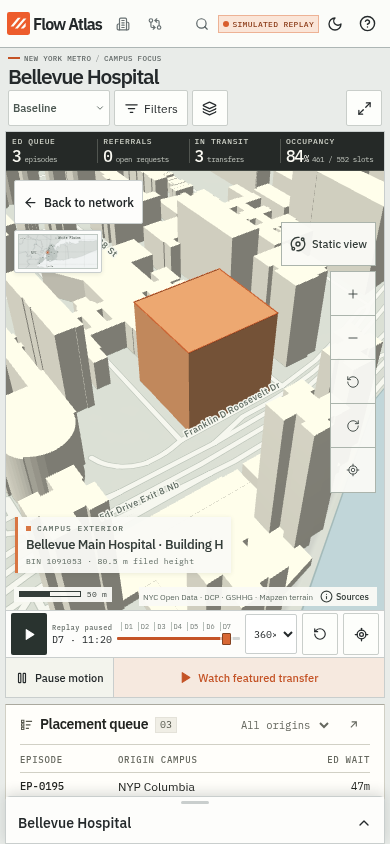 Flow Atlas
SIMULATED REPLAY
NEW YORK METRO / CAMPUS FOCUS
Bellevue Hospital
Baseline
Filters
ED QUEUE
3 episodes
REFERRALS
0 open requests
IN TRANSIT
3 transfers
OCCUPANCY
84% 461 / 552 slots
Back to network
8 St
Static view
Franklin D Roosevelt Dr
Fdr Drive Exit 8 Nb
CAMPUS EXTERIOR
Bellevue Main Hospital · Building H
BIN 1091053 · 80.5 m filed height
50 m
NYC Open Data · DCP · GSHHG · Mapzen terrain
Sources
Replay paused
D7 · 11:20
D1 D2 D3 D4 D5 D6 D7
360×
Pause motion
Watch featured transfer
Placement queue 03
All origins
EPISODE ORIGIN CAMPUS ED WAIT
EP-0195 NYP Columbia 47m
Bellevue Hospital